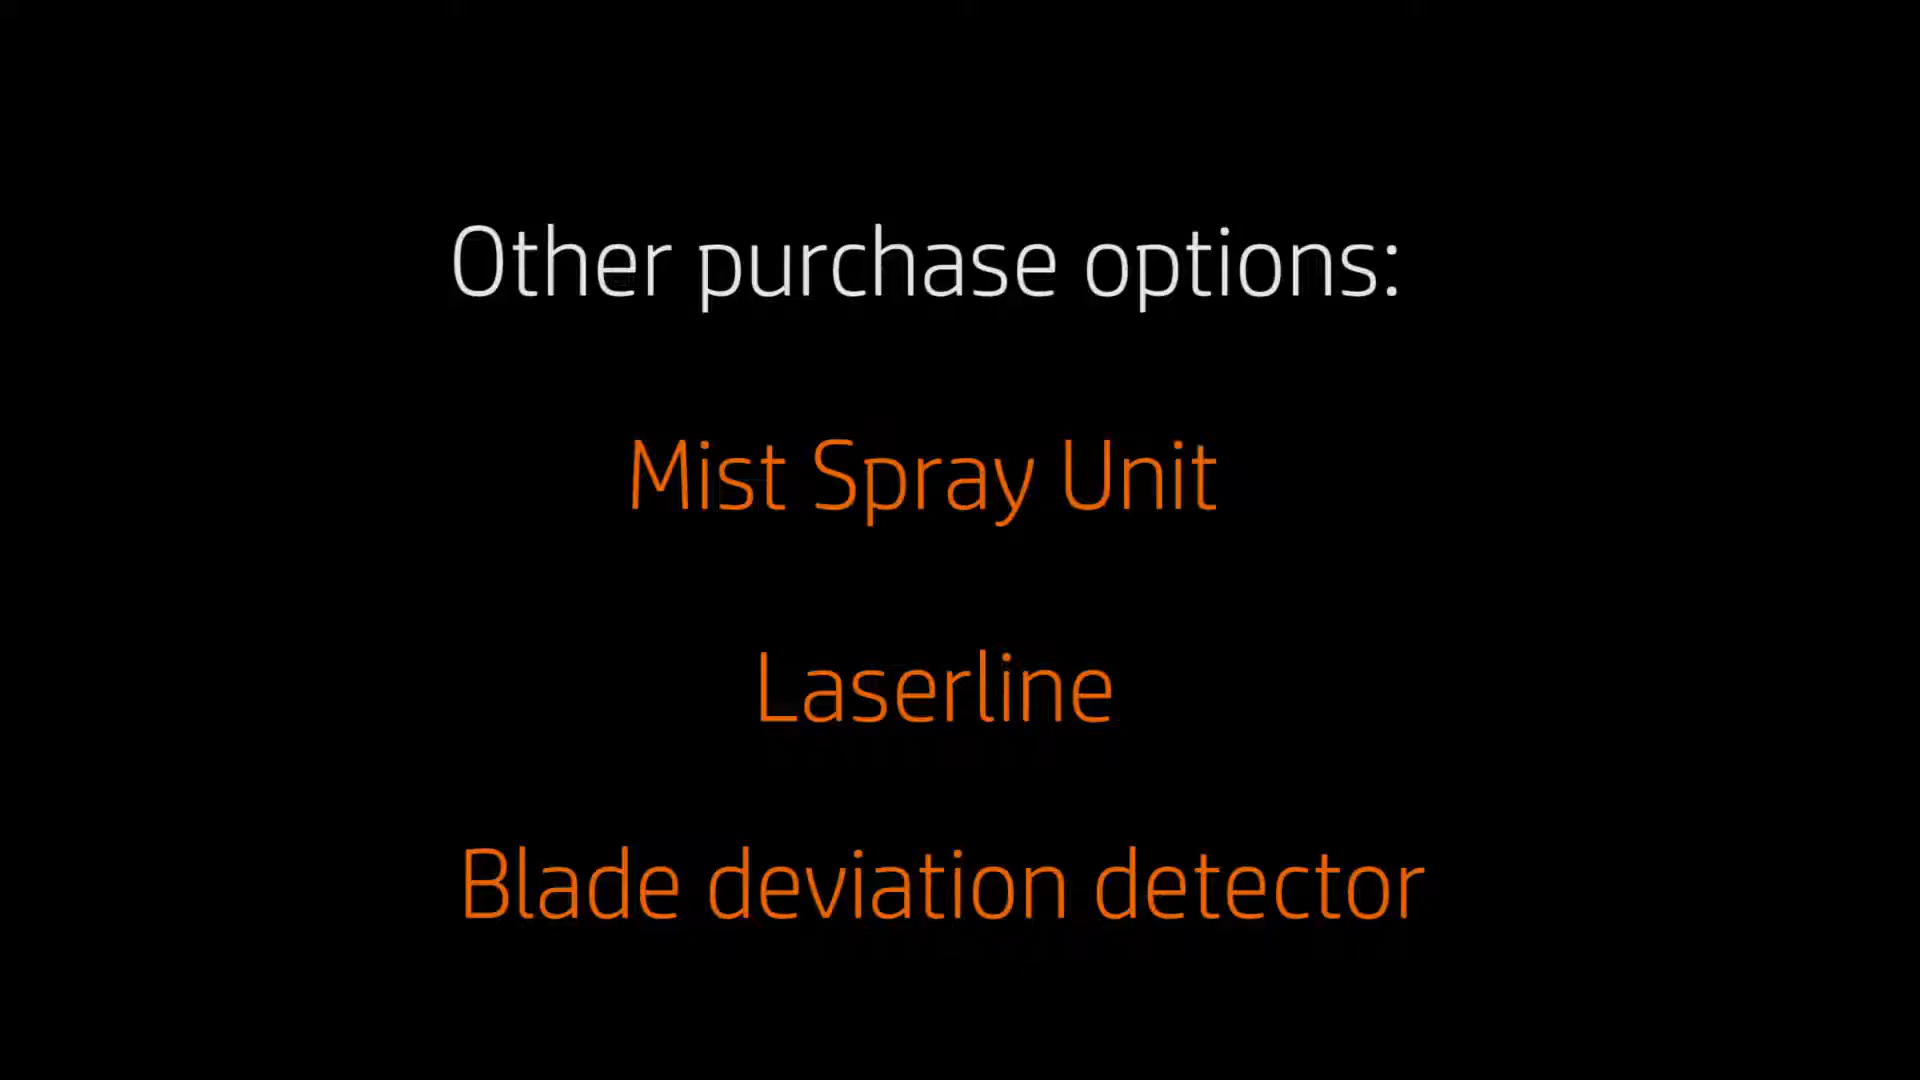 Other purchase options:
Mist Spray Unit
Laserline
Blade deviation detector